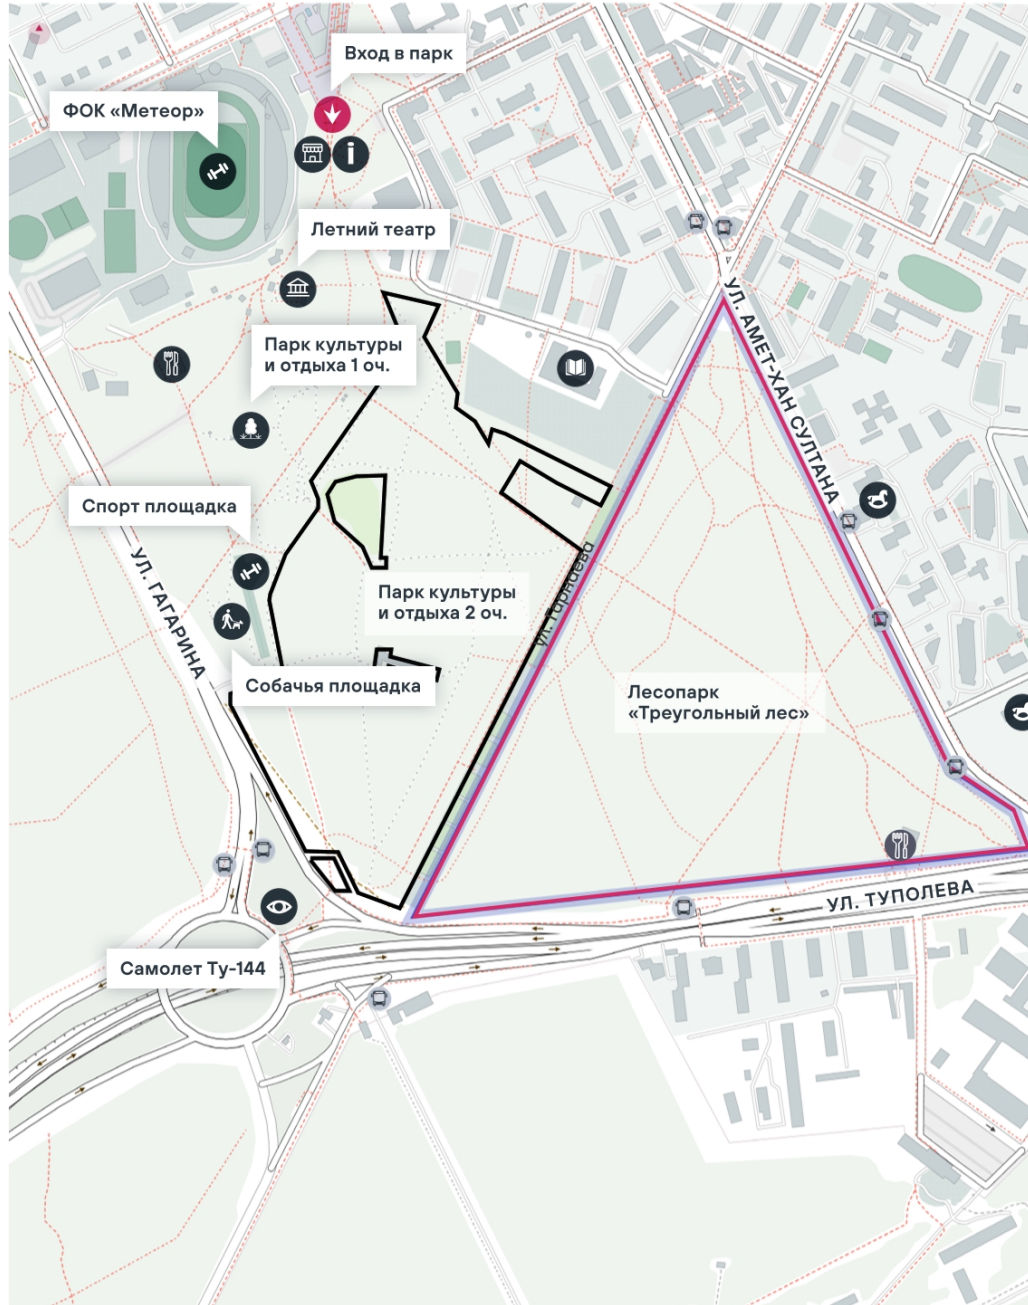 Вход в парк
ФОК «Метеор»
Летний театр
Парк культуры
и отдыха 1 оч.
УЛ. АМЕТ-ХАН СУЛТАНА
Спорт площадка
УЛ. ГАГАРИНА
ул. Гарнаева
Парк культуры
и отдыха 2 оч.
Собачья площадка
Лесопарк
«Треугольный лес»
УЛ. ТУПОЛЕВА
Самолет Ту-144